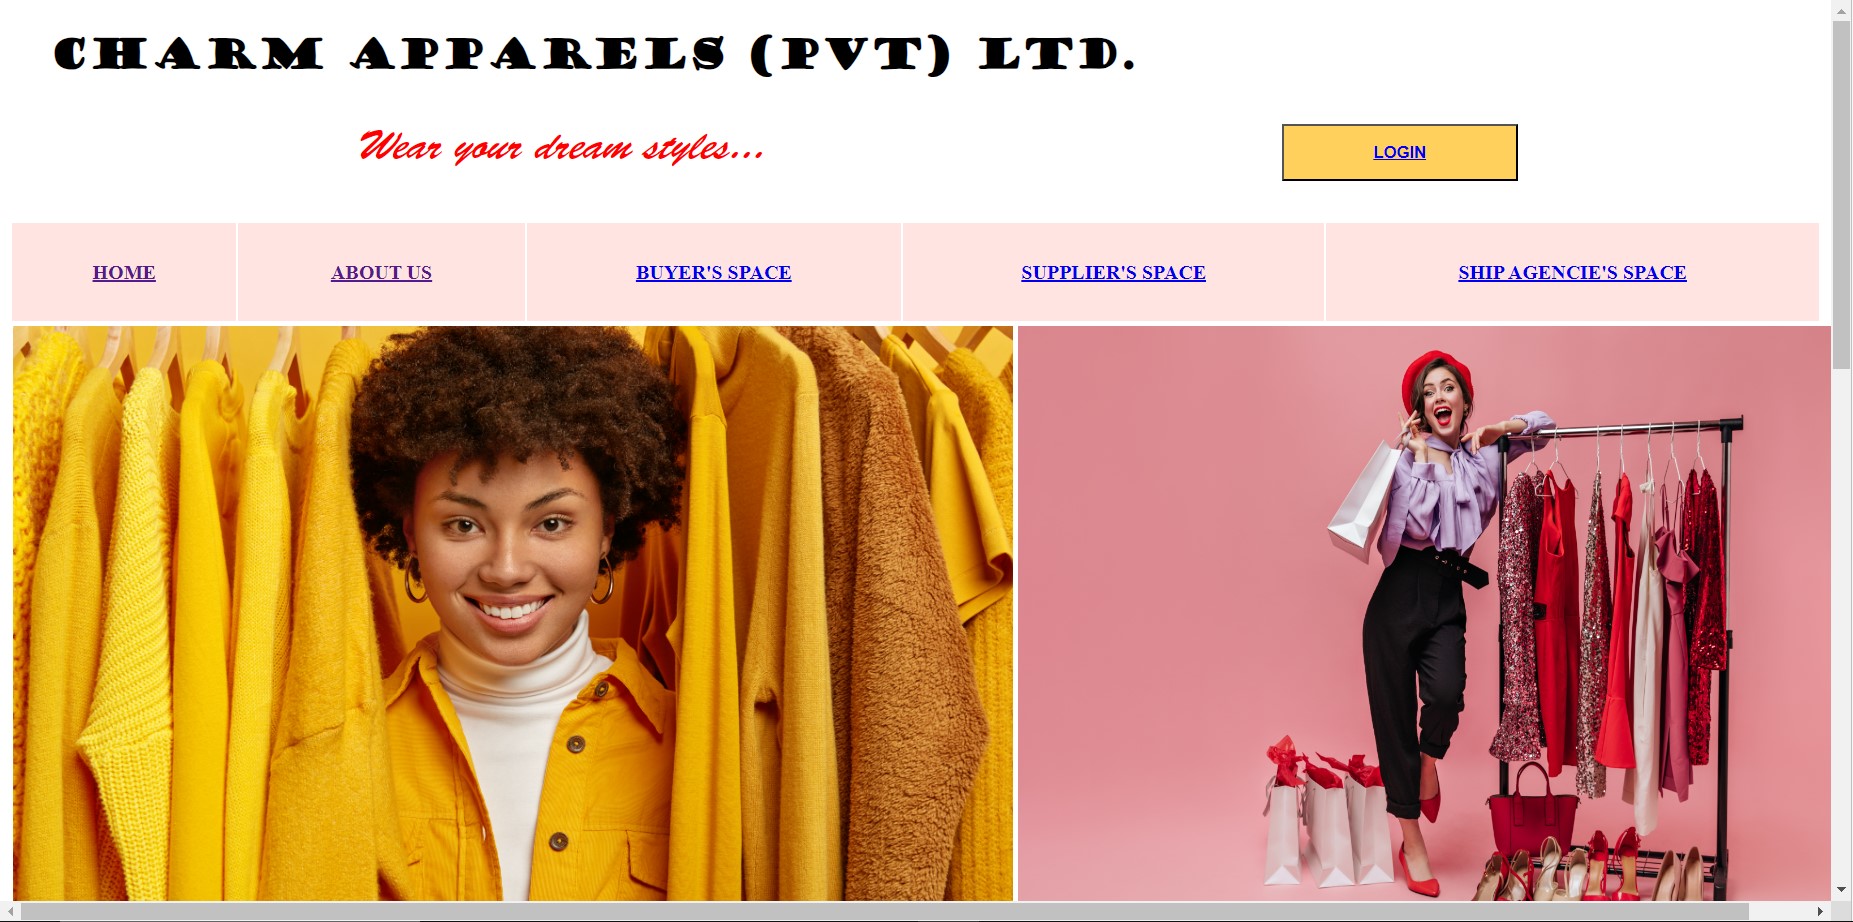 CHARM APPARELS (PVT) LTD.
Wear your dream styles...
LOGIN
HOME
ABOUT US
BUYER'S SPACE
SUPPLIER'S SPACE
SHIP AGENCIE'S SPACE